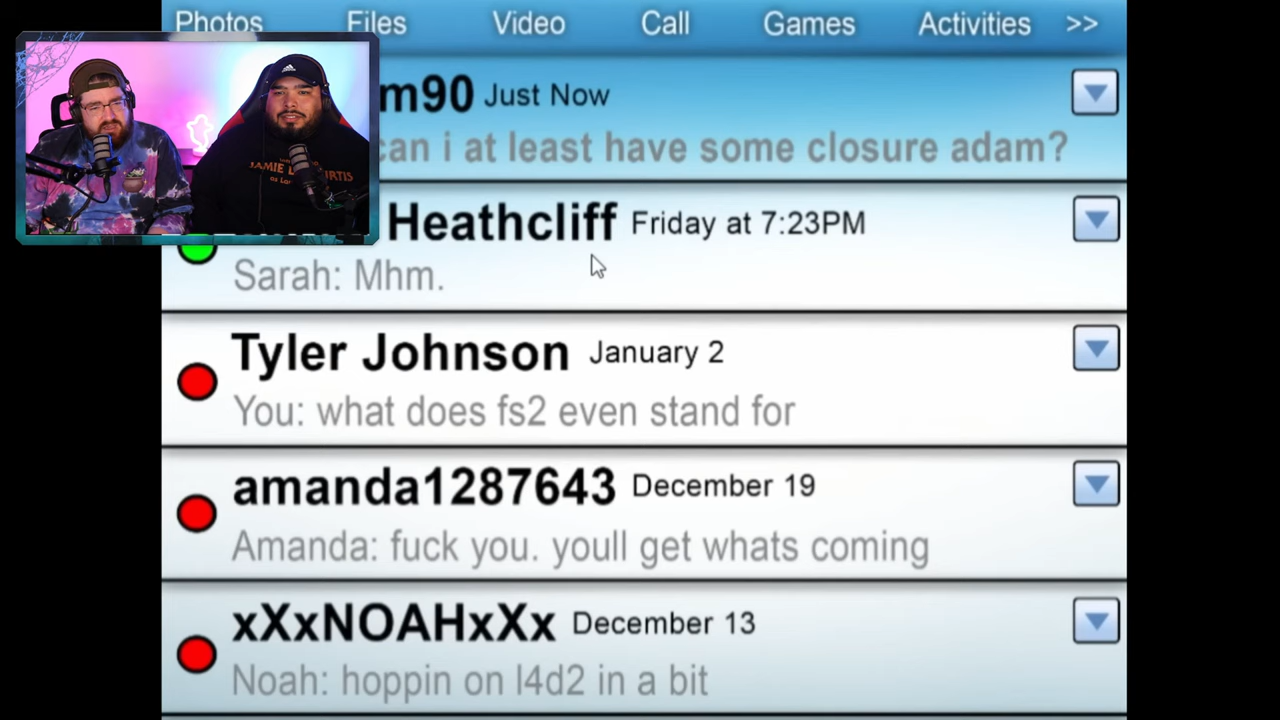 Photos Files Video Call Games Activities >>
m90 Just Now
can i at least have some closure adam?
Heathcliff Friday at 7:23PM
Sarah: Mhm.
Tyler Johnson January 2
You: what does fs2 even stand for
amanda1287643 December 19
Amanda: fuck you. youll get whats coming
xXxNOAHxXx December 13
Noah: hoppin on l4d2 in a bit
JAMIE